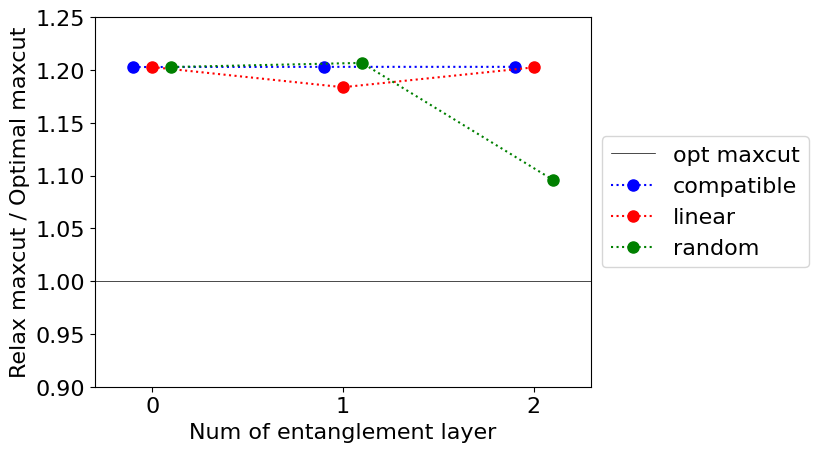 Relax maxcut / Optimal maxcut
1.25
1.20
1.15
1.10
1.05
1.00
0.95
0.90
0 1 2
Num of entanglement layer
opt maxcut
compatible
linear
random